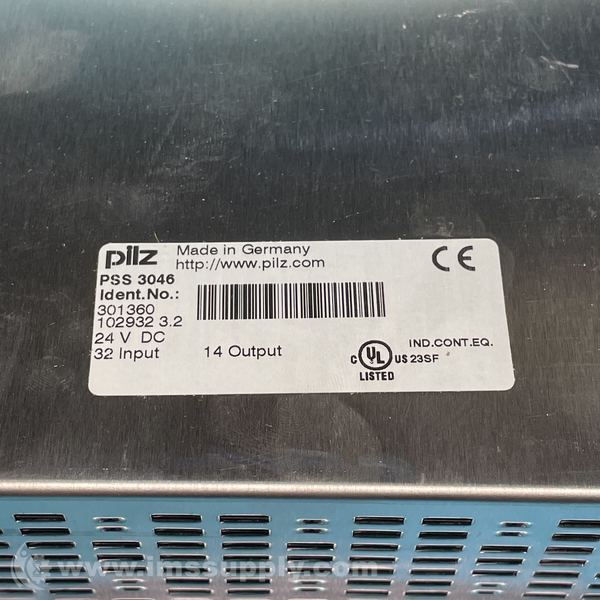 pilz Made in Germany
http://www.pilz.com
CE
PSS 3046
Ident.No.:
301360
102932 3.2
24 V DC
32 Input 14 Output
IND.CONT.EQ.
C UL US 23SF
LISTED
www.imssupply.com